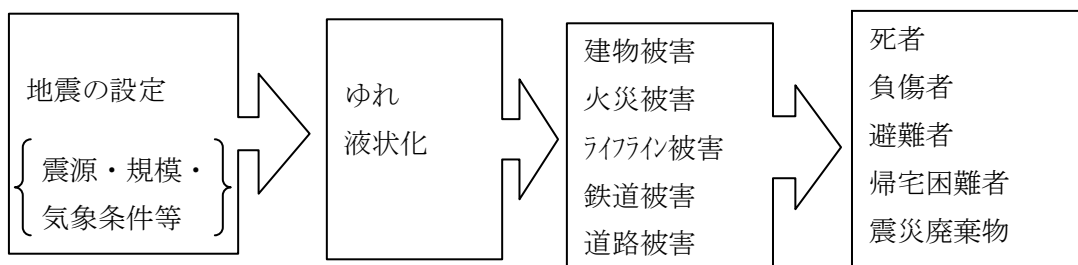 地震の設定
震源・規模・
気象条件等
ゆれ
液状化
建物被害
火災被害
ﾗｲﾌﾗｲﾝ被害
鉄道被害
道路被害
死者
負傷者
避難者
帰宅困難者
震災廃棄物